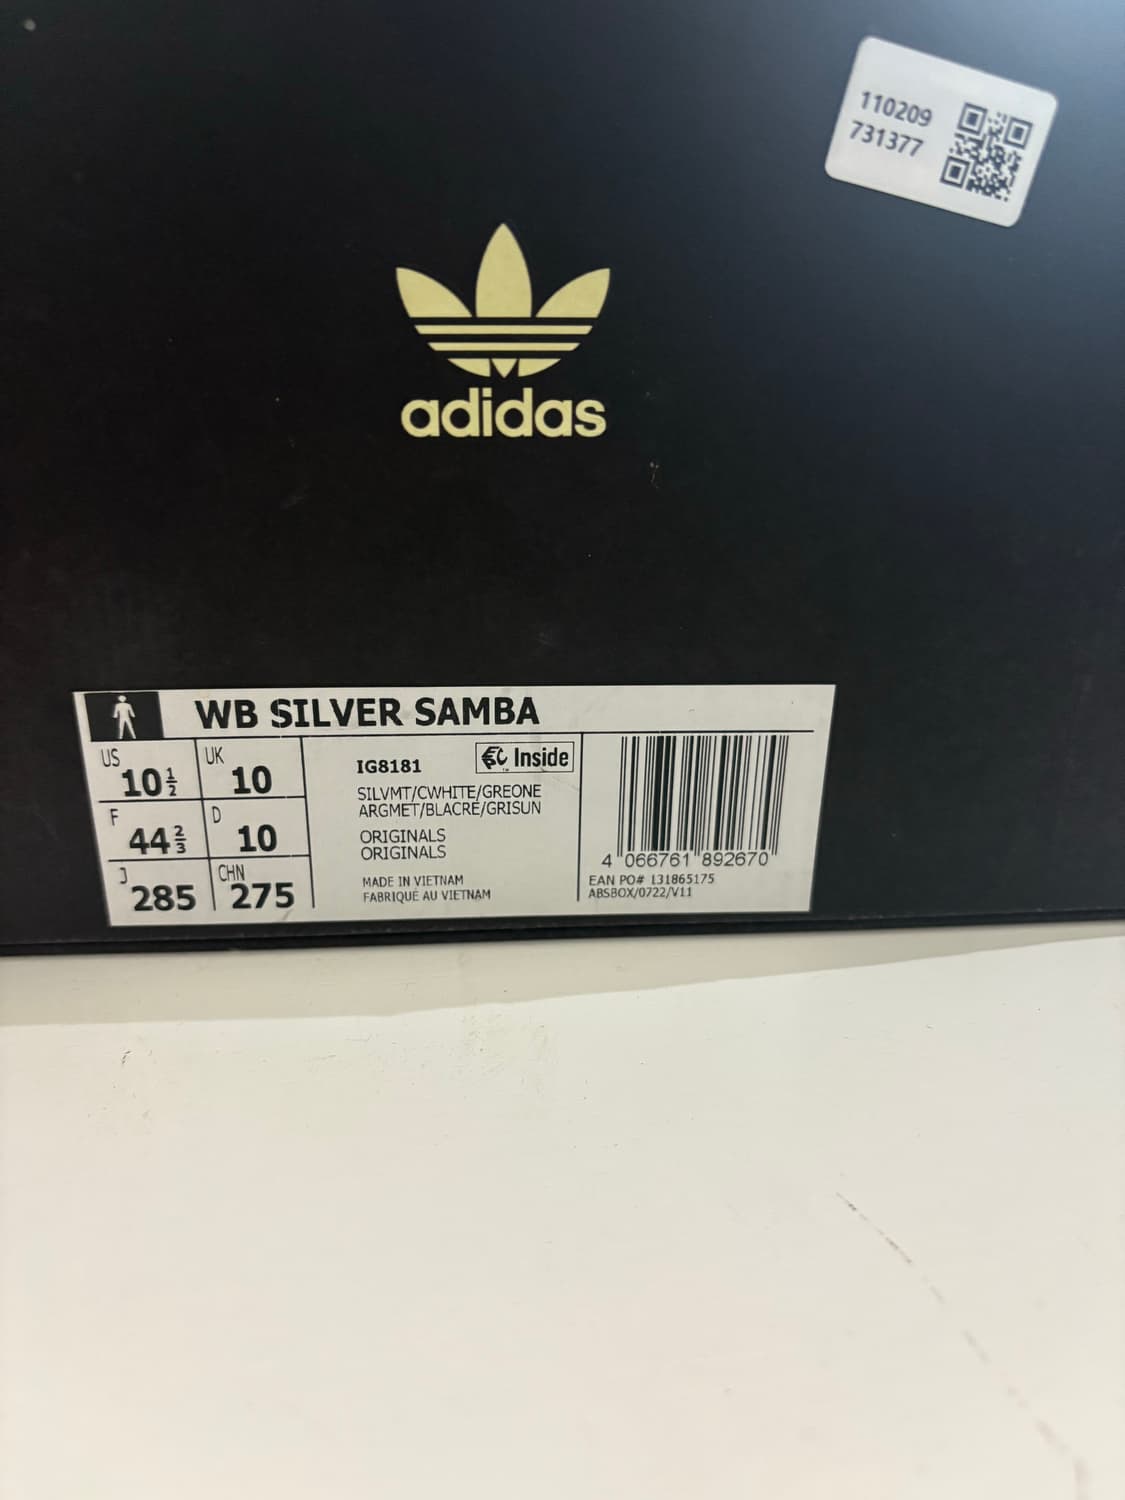 110209
731377
adidas
WB SILVER SAMBA
US 10½ UK 10
F 44⅔ D 10
J 285 CHN 275
IG8181
Inside
SILVMT/CWHITE/GREONE
ARGMET/BLACRE/GRISUN
ORIGINALS
ORIGINALS
MADE IN VIETNAM
FABRIQUÉ AU VIETNAM
4 066761 892670
EAN PO# 131865175
ABSBOX/0722/V11